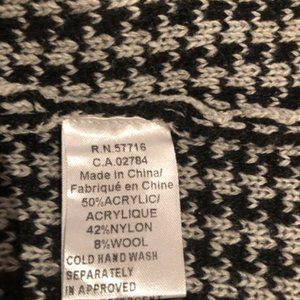 R.N.57716
C.A.02784
Made in China/
Fabriqué en Chine
50%ACRYLIC/
ACRYLIQUE
42%NYLON
8%WOOL
COLD HAND WASH
SEPARATELY
IN APPROVED